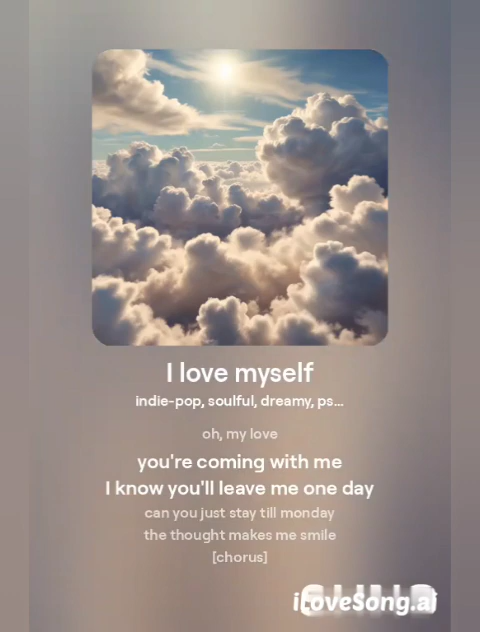 I love myself
indie-pop, soulful, dreamy, ps...
oh, my love
you're coming with me
I know you'll leave me one day
can you just stay till monday
the thought makes me smile
[chorus]
iLoveSong.ai